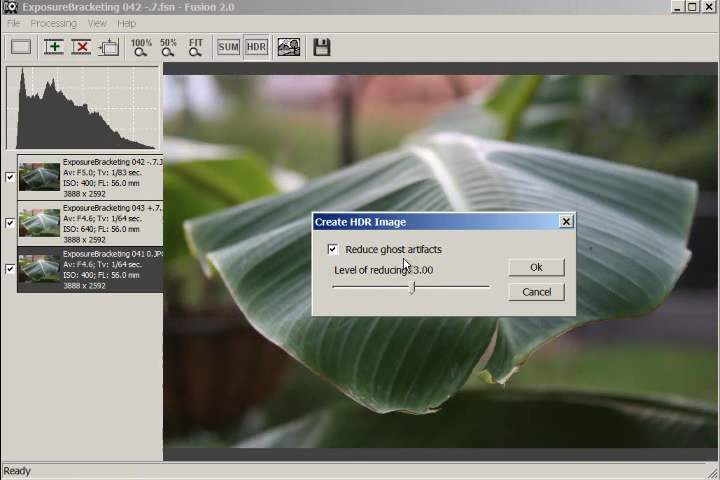 ExposureBracketing 042 -.7.fsn - Fusion 2.0
File Processing View Help
100% 50% FIT SUM HDR
ExposureBracketing 042 -.7.J
Av: F5.0; Tv: 1/83 sec.
ISO: 400; FL: 56.0 mm
3888 x 2592
ExposureBracketing 043 +.7.
Av: F4.6; Tv: 1/64 sec.
ISO: 640; FL: 56.0 mm
3888 x 2592
ExposureBracketing 041 0.JPG
Av: F4.6; Tv: 1/64 sec.
ISO: 400; FL: 56.0 mm
3888 x 2592
Create HDR Image
Reduce ghost artifacts
Level of reducing: 3.00
Ok
Cancel
Ready